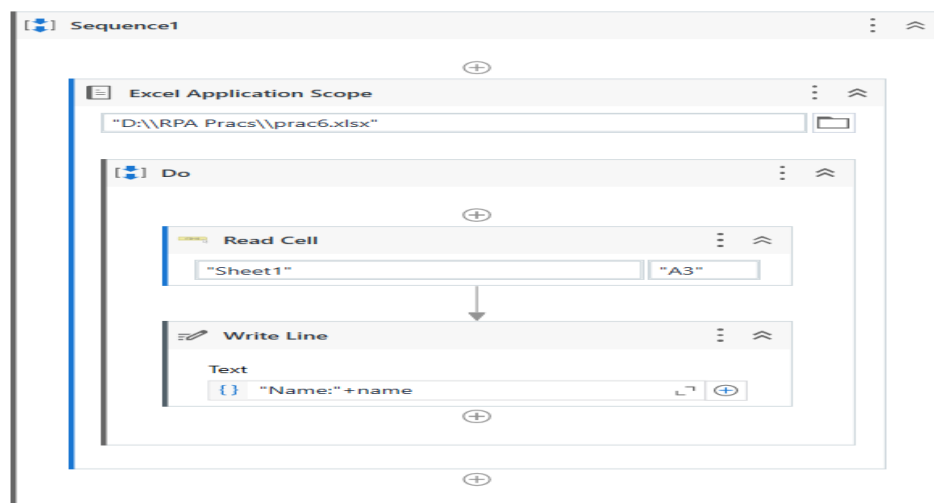 Sequence1
Excel Application Scope
"D:\\RPA Pracs\\prac6.xlsx"
Do
Read Cell
"Sheet1" "A3"
Write Line
Text
"Name:"+name